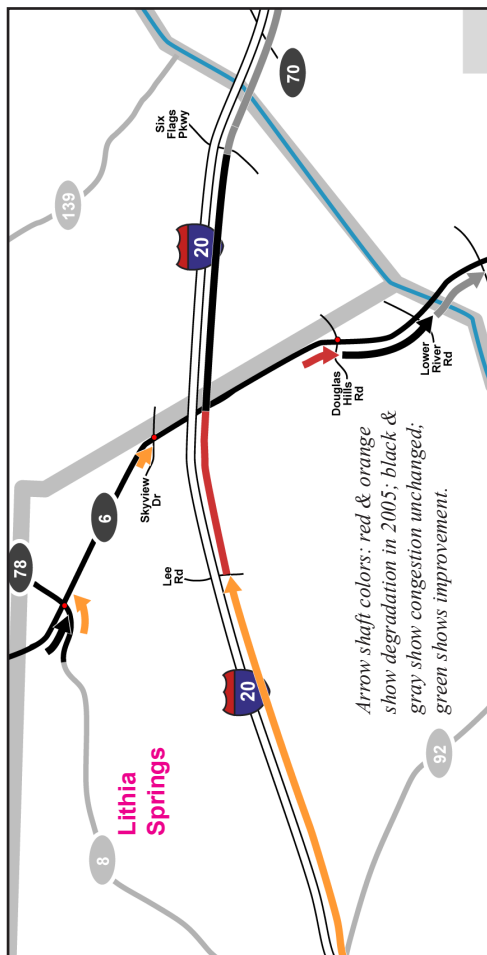 70
Six
Flags
Pkwy
139
20
Lower
River
Rd
Douglas
Hills
Rd
Skyview
Dr
6
78
Lee
Rd
20
Arrow shaft colors: red & orange
show degradation in 2005; black &
gray show congestion unchanged;
green shows improvement.
92
Lithia
Springs
8